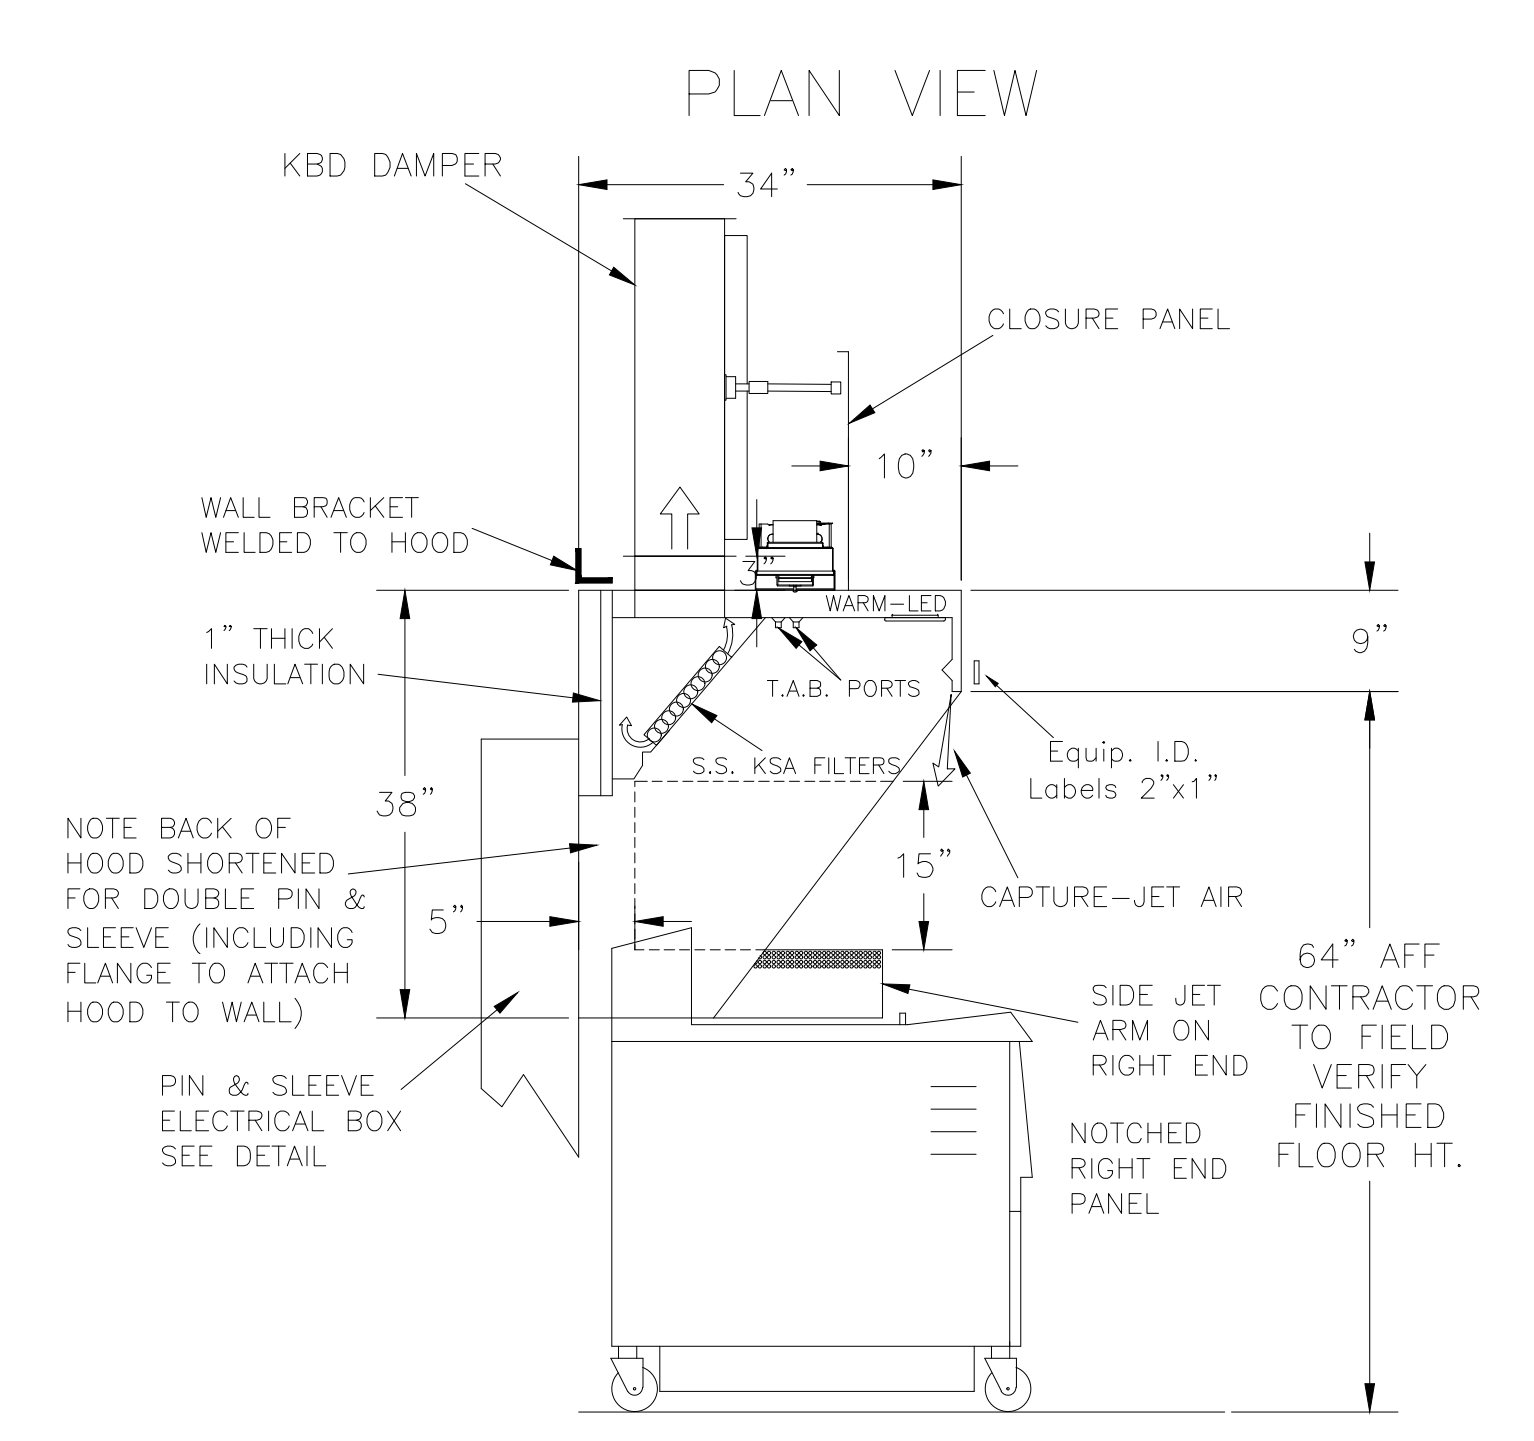 PLAN VIEW
KBD DAMPER
34"
CLOSURE PANEL
10"
WALL BRACKET
WELDED TO HOOD
3"
WARM-LED
9"
1" THICK
INSULATION
T.A.B. PORTS
S.S. KSA FILTERS
Equip. I.D.
Labels 2"x1"
38"
NOTE BACK OF
HOOD SHORTENED
FOR DOUBLE PIN &
SLEEVE (INCLUDING
FLANGE TO ATTACH
HOOD TO WALL)
15"
5"
CAPTURE-JET AIR
64" AFF
CONTRACTOR
TO FIELD
VERIFY
FINISHED
FLOOR HT.
SIDE JET
ARM ON
RIGHT END
PIN & SLEEVE
ELECTRICAL BOX
SEE DETAIL
NOTCHED
RIGHT END
PANEL